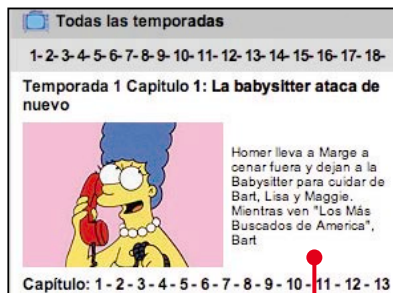 Todas las temporadas
1- 2- 3- 4- 5- 6- 7- 8- 9- 10- 11- 12- 13- 14- 15- 16- 17- 18-
Temporada 1 Capitulo 1: La babysitter ataca de
nuevo
Homer lleva a Marge a
cenar fuera y dejan a la
Babysitter para cuidar de
Bart, Lisa y Maggie.
Mientras ven "Los Más
Buscados de America",
Bart
Capítulo: 1 - 2 - 3 - 4 - 5 - 6 - 7 - 8 - 9 - 10 - 11 - 12 - 13